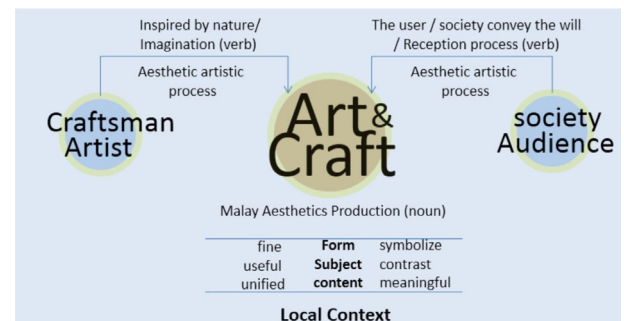 Inspired by nature/
Imagination (verb)
Aesthetic artistic
process
The user / society convey the will
/ Reception process (verb)
Aesthetic artistic
process
Craftsman
Artist
Art&
Craft
society
Audience
Malay Aesthetics Production (noun)
fine Form symbolize
useful Subject contrast
unified content meaningful
Local Context